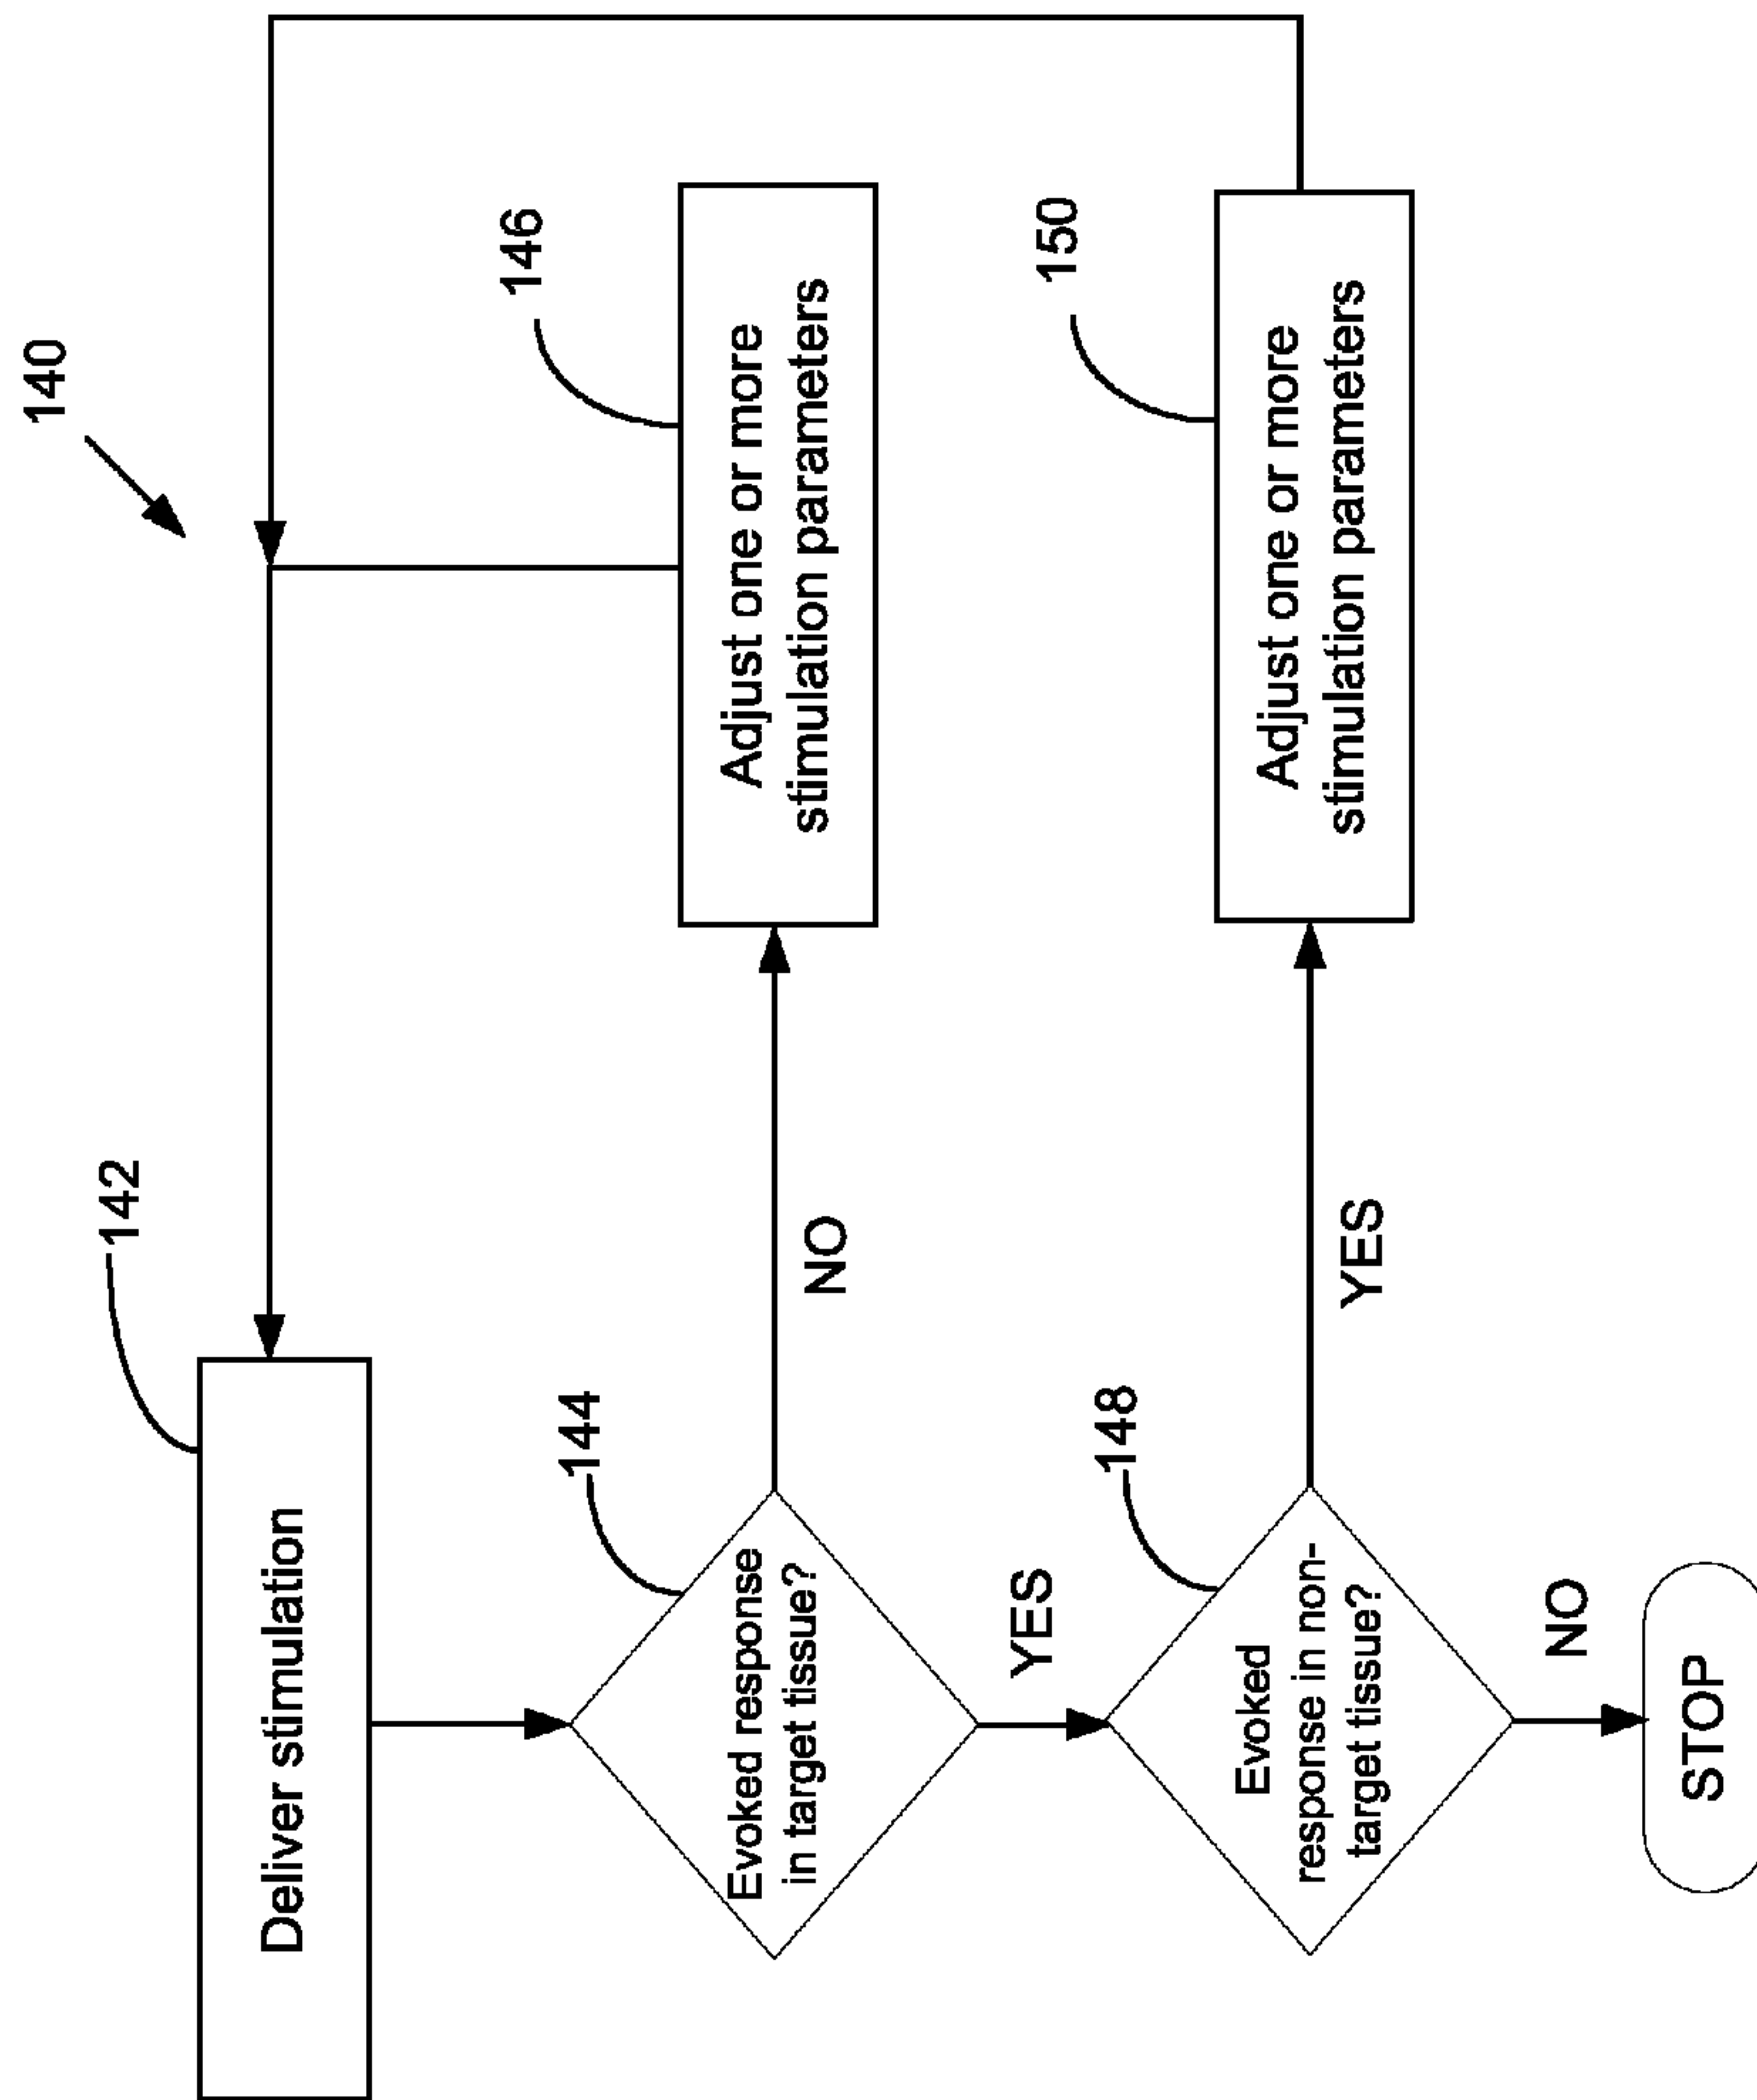 140
142
Deliver stimulation
144
Evoked response
in target tissue?
NO
146
Adjust one or more
stimulation parameters
YES
148
Evoked
response in non-
target tissue?
YES
150
Adjust one or more
stimulation parameters
NO
STOP